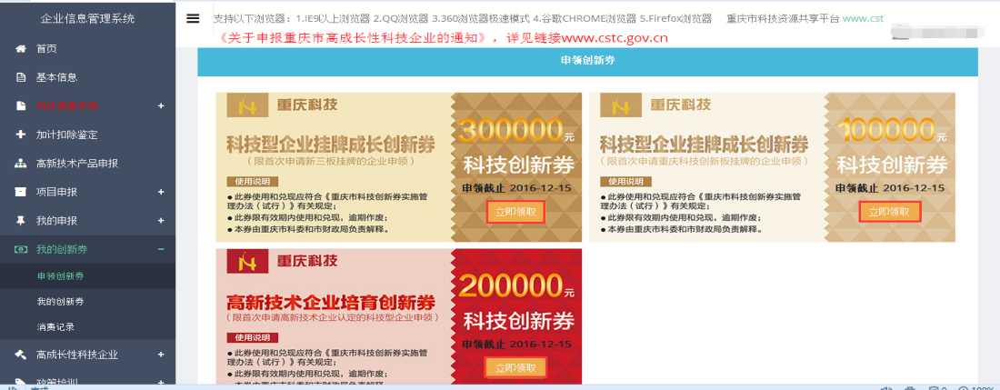 企业信息管理系统
支持以下浏览器：1.IE9以上浏览器 2.QQ浏览器 3.360浏览器极速模式 4.谷歌CHROME浏览器 5.Firefox浏览器 重庆市科技资源共享平台 www.cst
《关于申报重庆市高成长性科技企业的通知》，详见链接www.cstc.gov.cn
首页
基本信息
+
加计扣除鉴定
高新技术产品申报
项目申报 +
我的申报 +
我的创新券 −
申领创新券
我的创新券
消费记录
高成长性科技企业 +
政策培训 +
申领创新券
重庆科技
科技型企业挂牌成长创新券
（限首次申请新三板挂牌的企业申领）
使用说明
● 此券使用和兑现应符合《重庆市科技创新券实施管
理办法（试行）》有关规定；
● 此券限有效期内使用和兑现，逾期作废；
● 本券由重庆市科委和市财政局负责解释。
300000元
科技创新券
申领截止 2016-12-15
立即领取
重庆科技
科技型企业挂牌成长创新券
（限首次申请重庆科技创新板挂牌的企业申领）
使用说明
● 此券使用和兑现应符合《重庆市科技创新券实施管
理办法（试行）》有关规定；
● 此券限有效期内使用和兑现，逾期作废；
● 本券由重庆市科委和市财政局负责解释。
100000元
科技创新券
申领截止 2016-12-15
立即领取
重庆科技
高新技术企业培育创新券
（限首次申请高新技术企业认定的科技型企业申领）
使用说明
● 此券使用和兑现应符合《重庆市科技创新券实施管
理办法（试行）》有关规定；
● 此券限有效期内使用和兑现，逾期作废；
200000元
科技创新券
申领截止 2016-12-15
立即领取